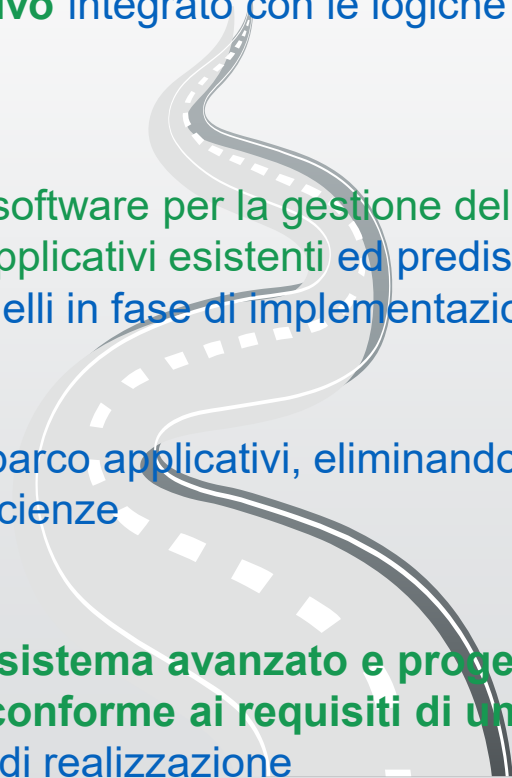 ivo integrato con le logiche
software per la gestione del
pplicativi esistenti ed predis
elli in fase di implementazio
parco applicativi, eliminando
cienze
sistema avanzato e proge
conforme ai requisiti di un
di realizzazione